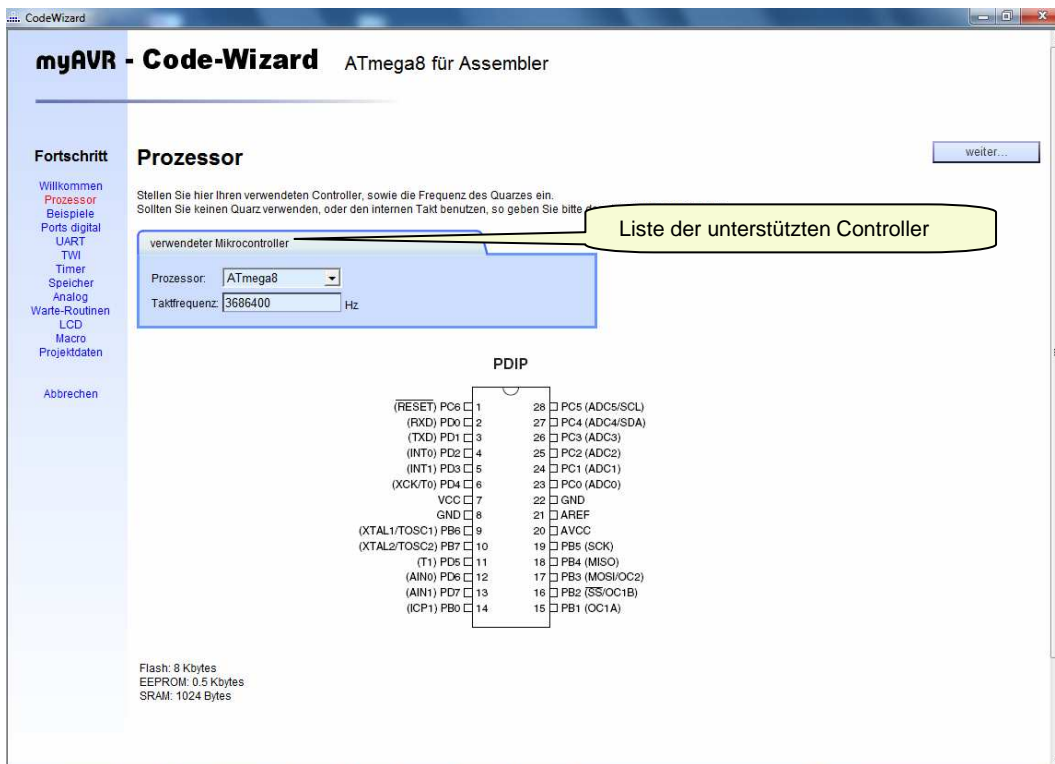 CodeWizard
myAVR - Code-Wizard ATmega8 für Assembler
Fortschritt
Willkommen
Prozessor
Beispiele
Ports digital
UART
TWI
Timer
Speicher
Analog
Warte-Routinen
LCD
Macro
Projektdaten
Abbrechen
Prozessor
weiter...
Stellen Sie hier Ihren verwendeten Controller, sowie die Frequenz des Quarzes ein.
Sollten Sie keinen Quarz verwenden, oder den internen Takt benutzen, so geben Sie bitte
Liste der unterstützten Controller
verwendeter Mikrocontroller
Prozessor: ATmega8
Taktfrequenz: 3686400 Hz
PDIP
(RESET) PC6 1 28 PC5 (ADC5/SCL)
(RXD) PD0 2 27 PC4 (ADC4/SDA)
(TXD) PD1 3 26 PC3 (ADC3)
(INT0) PD2 4 25 PC2 (ADC2)
(INT1) PD3 5 24 PC1 (ADC1)
(XCK/T0) PD4 6 23 PC0 (ADC0)
VCC 7 22 GND
GND 8 21 AREF
(XTAL1/TOSC1) PB6 9 20 AVCC
(XTAL2/TOSC2) PB7 10 19 PB5 (SCK)
(T1) PD5 11 18 PB4 (MISO)
(AIN0) PD6 12 17 PB3 (MOSI/OC2)
(AIN1) PD7 13 16 PB2 (SS/OC1B)
(ICP1) PB0 14 15 PB1 (OC1A)
Flash: 8 Kbytes
EEPROM: 0.5 Kbytes
SRAM: 1024 Bytes